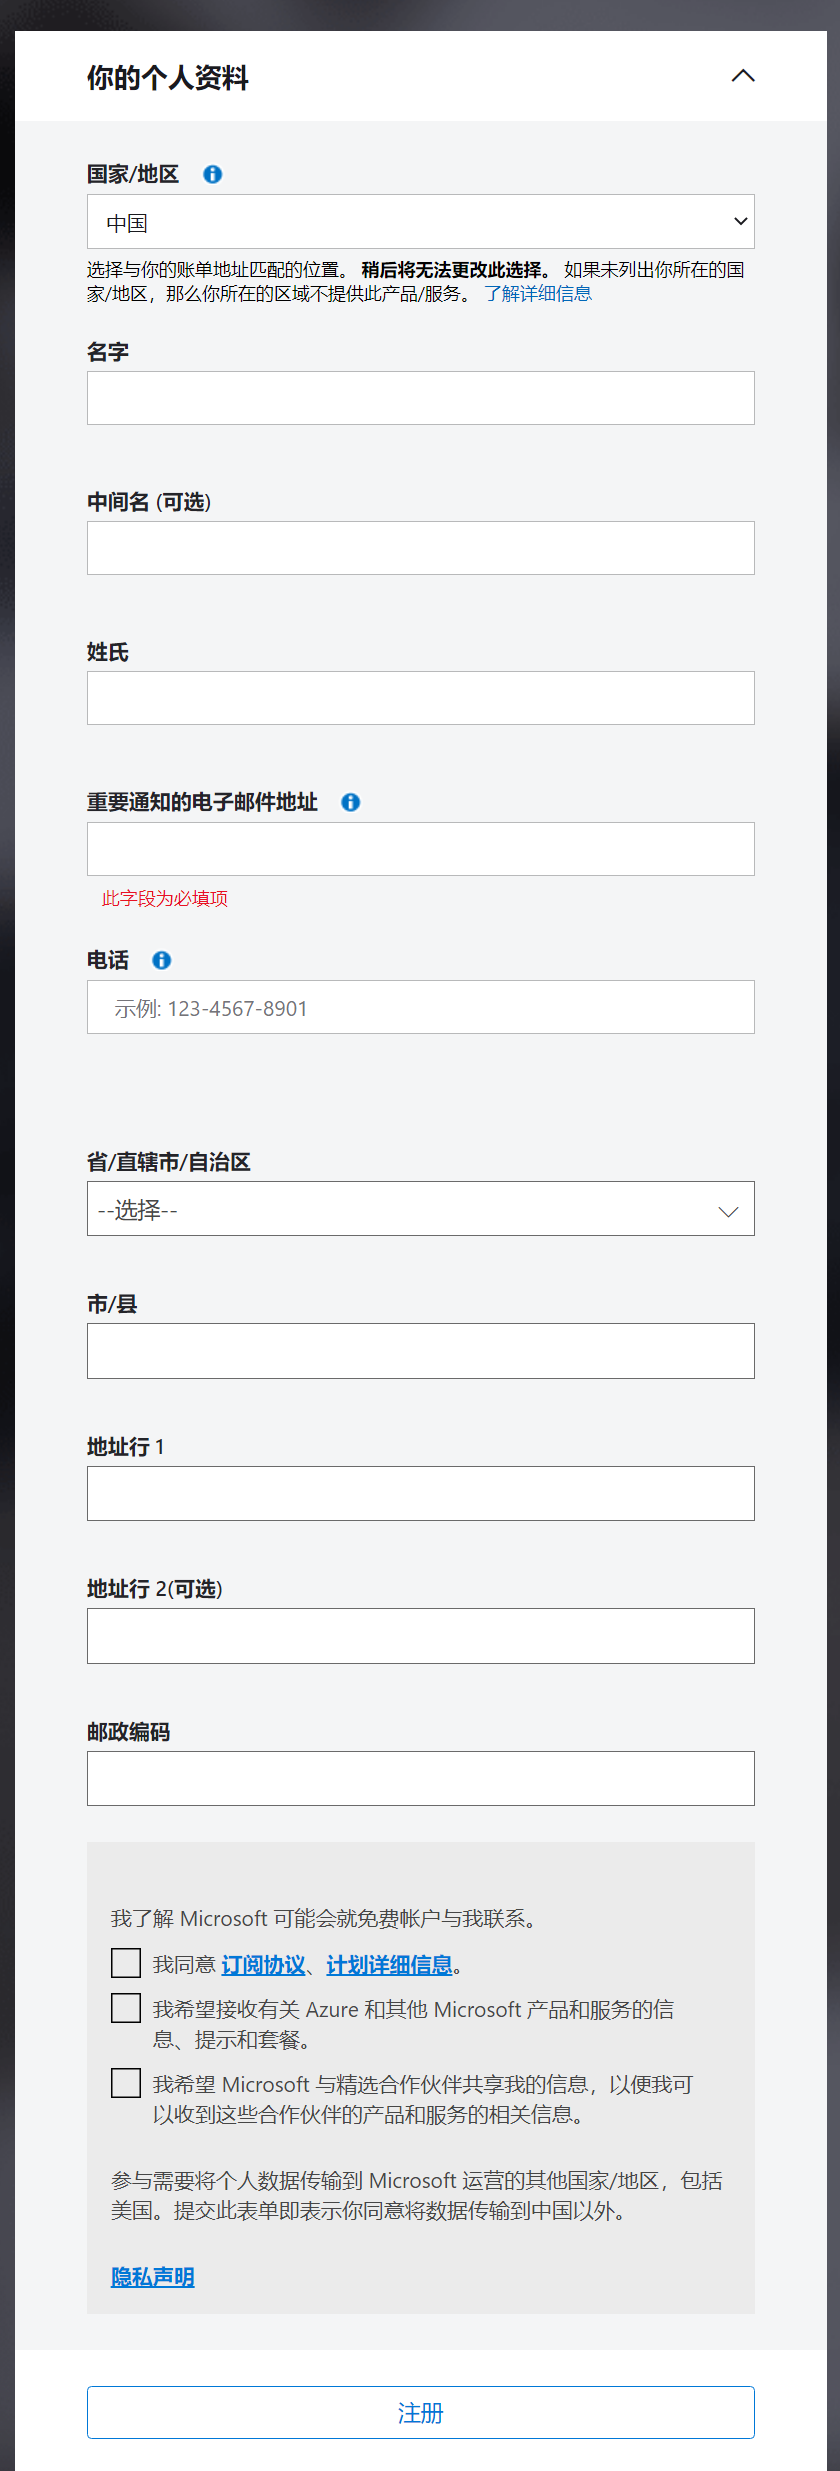 你的个人资料
国家/地区
中国
选择与你的账单地址匹配的位置。 稍后将无法更改此选择。 如果未列出你所在的国
家/地区，那么你所在的区域不提供此产品/服务。 了解详细信息
名字
中间名 (可选)
姓氏
重要通知的电子邮件地址
此字段为必填项
电话
示例: 123-4567-8901
省/直辖市/自治区
--选择--
市/县
地址行 1
地址行 2(可选)
邮政编码
我了解 Microsoft 可能会就免费帐户与我联系。
我同意 订阅协议、计划详细信息。
我希望接收有关 Azure 和其他 Microsoft 产品和服务的信
息、提示和套餐。
我希望 Microsoft 与精选合作伙伴共享我的信息，以便我可
以收到这些合作伙伴的产品和服务的相关信息。
参与需要将个人数据传输到 Microsoft 运营的其他国家/地区，包括
美国。提交此表单即表示你同意将数据传输到中国以外。
隐私声明
注册